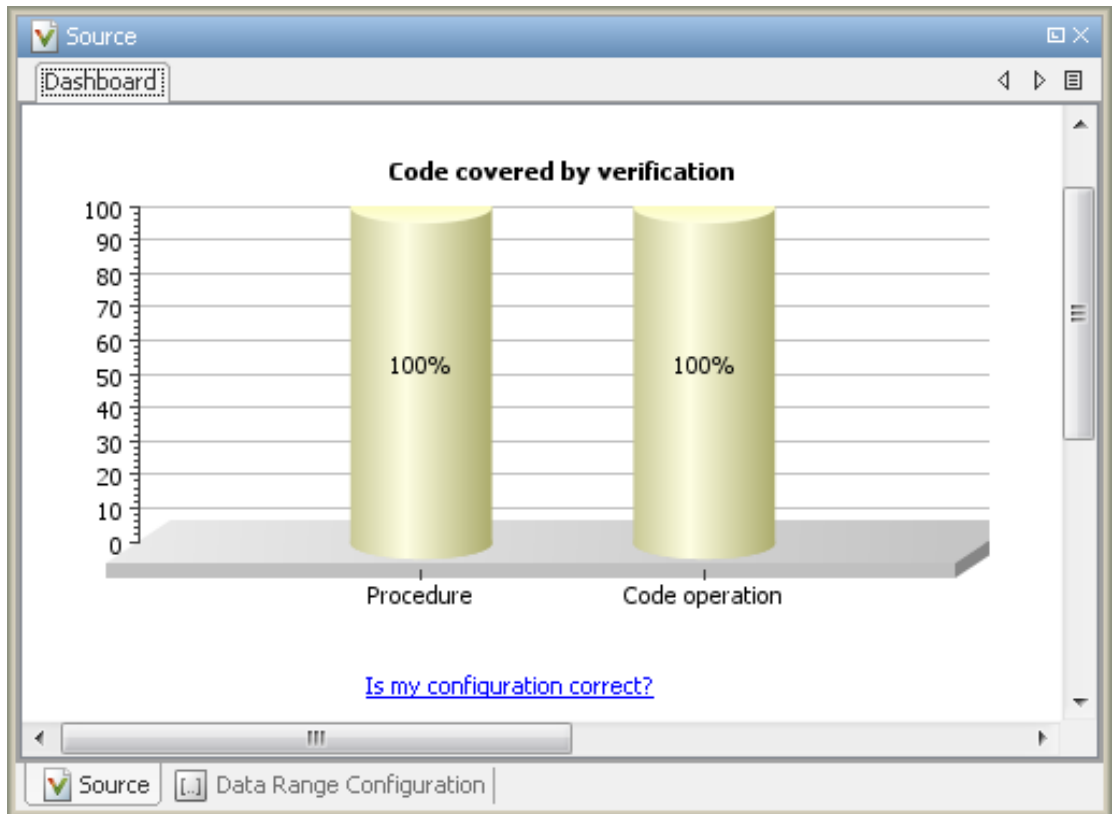 Source
Dashboard
Code covered by verification
100
90
80
70
60
50
40
30
20
10
0
100%
100%
Procedure
Code operation
Is my configuration correct?
Source
[..] Data Range Configuration